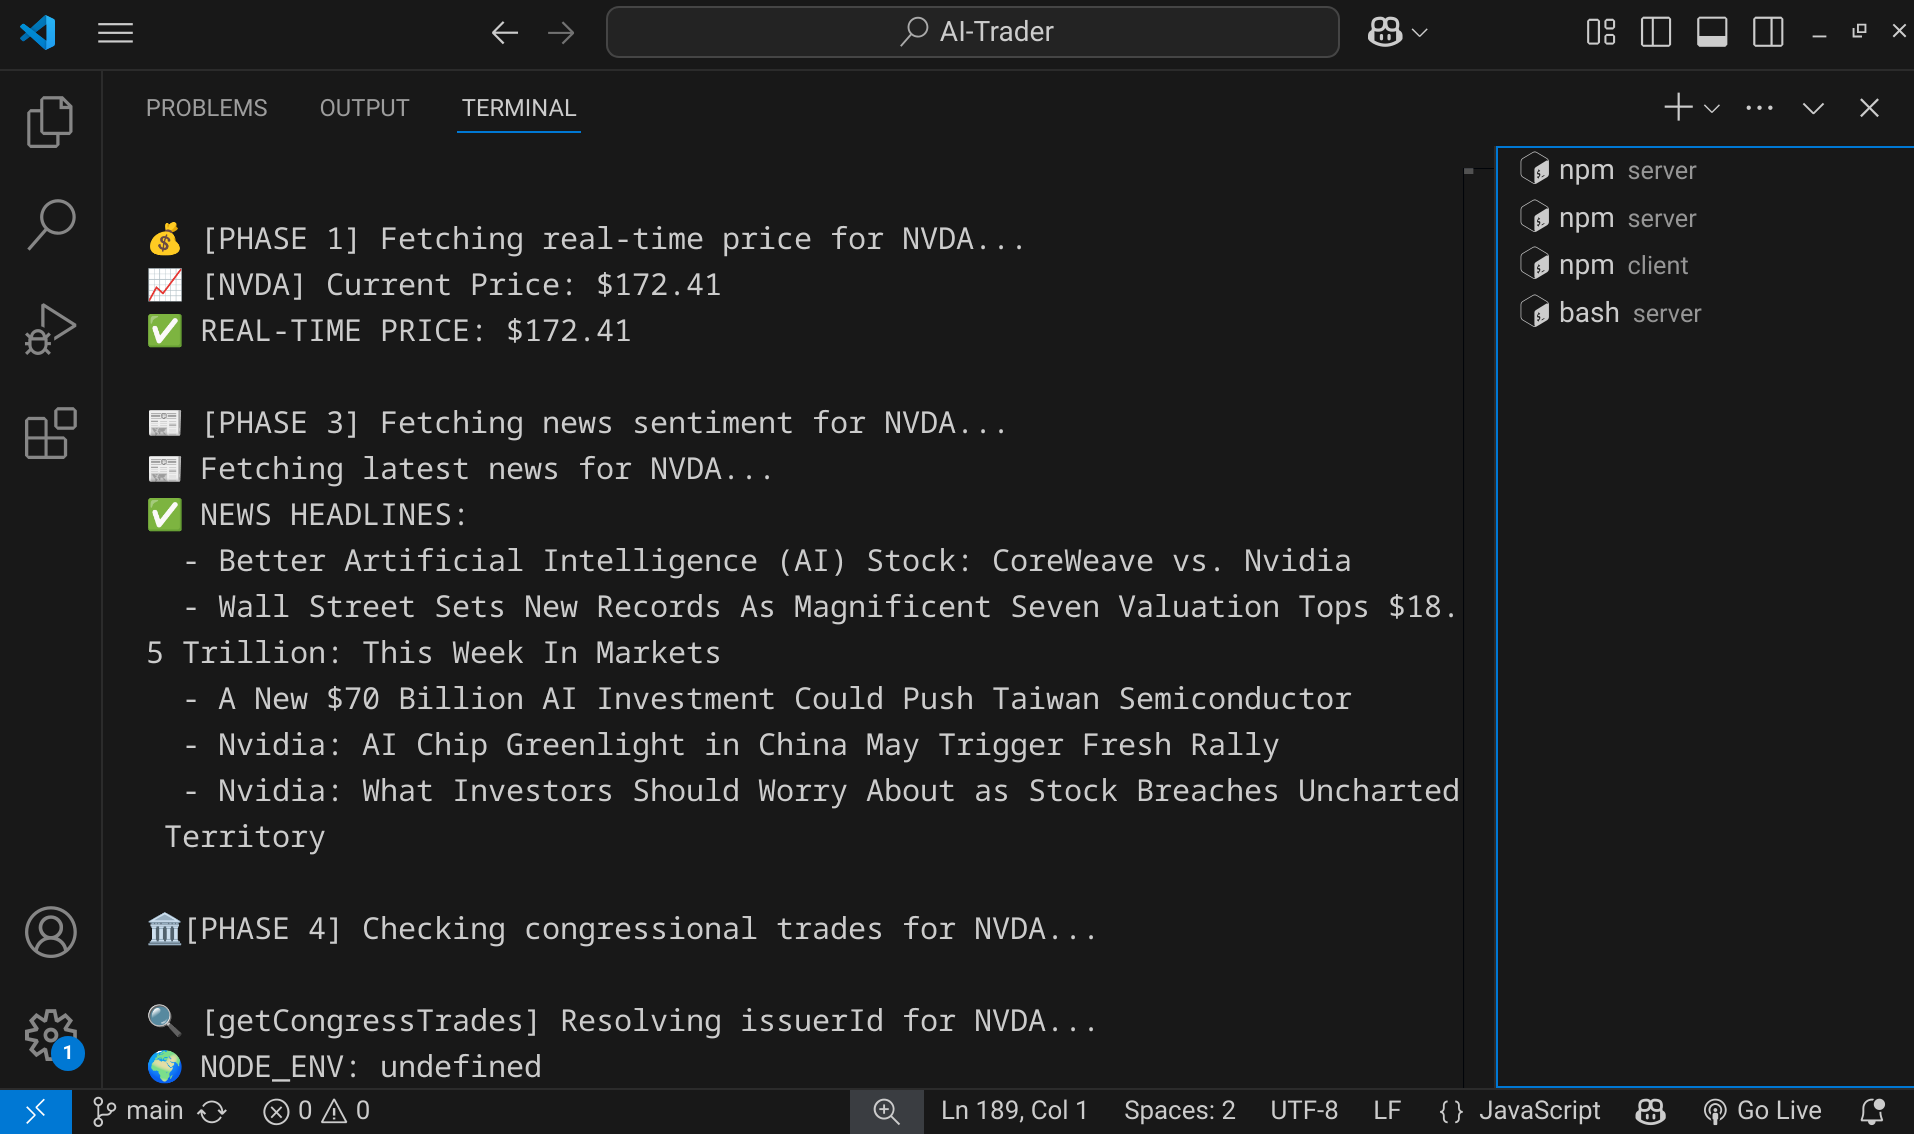 AI-Trader
PROBLEMS OUTPUT TERMINAL
💰 [PHASE 1] Fetching real-time price for NVDA...
📈 [NVDA] Current Price: $172.41
✅ REAL-TIME PRICE: $172.41
📰 [PHASE 3] Fetching news sentiment for NVDA...
📰 Fetching latest news for NVDA...
✅ NEWS HEADLINES:
- Better Artificial Intelligence (AI) Stock: CoreWeave vs. Nvidia
- Wall Street Sets New Records As Magnificent Seven Valuation Tops $18.
5 Trillion: This Week In Markets
- A New $70 Billion AI Investment Could Push Taiwan Semiconductor
- Nvidia: AI Chip Greenlight in China May Trigger Fresh Rally
- Nvidia: What Investors Should Worry About as Stock Breaches Uncharted
Territory
🏛️[PHASE 4] Checking congressional trades for NVDA...
🔍 [getCongressTrades] Resolving issuerId for NVDA...
🌍 NODE_ENV: undefined
npm server
npm server
npm client
bash server
1
main 0 0 Ln 189, Col 1 Spaces: 2 UTF-8 LF {} JavaScript Go Live